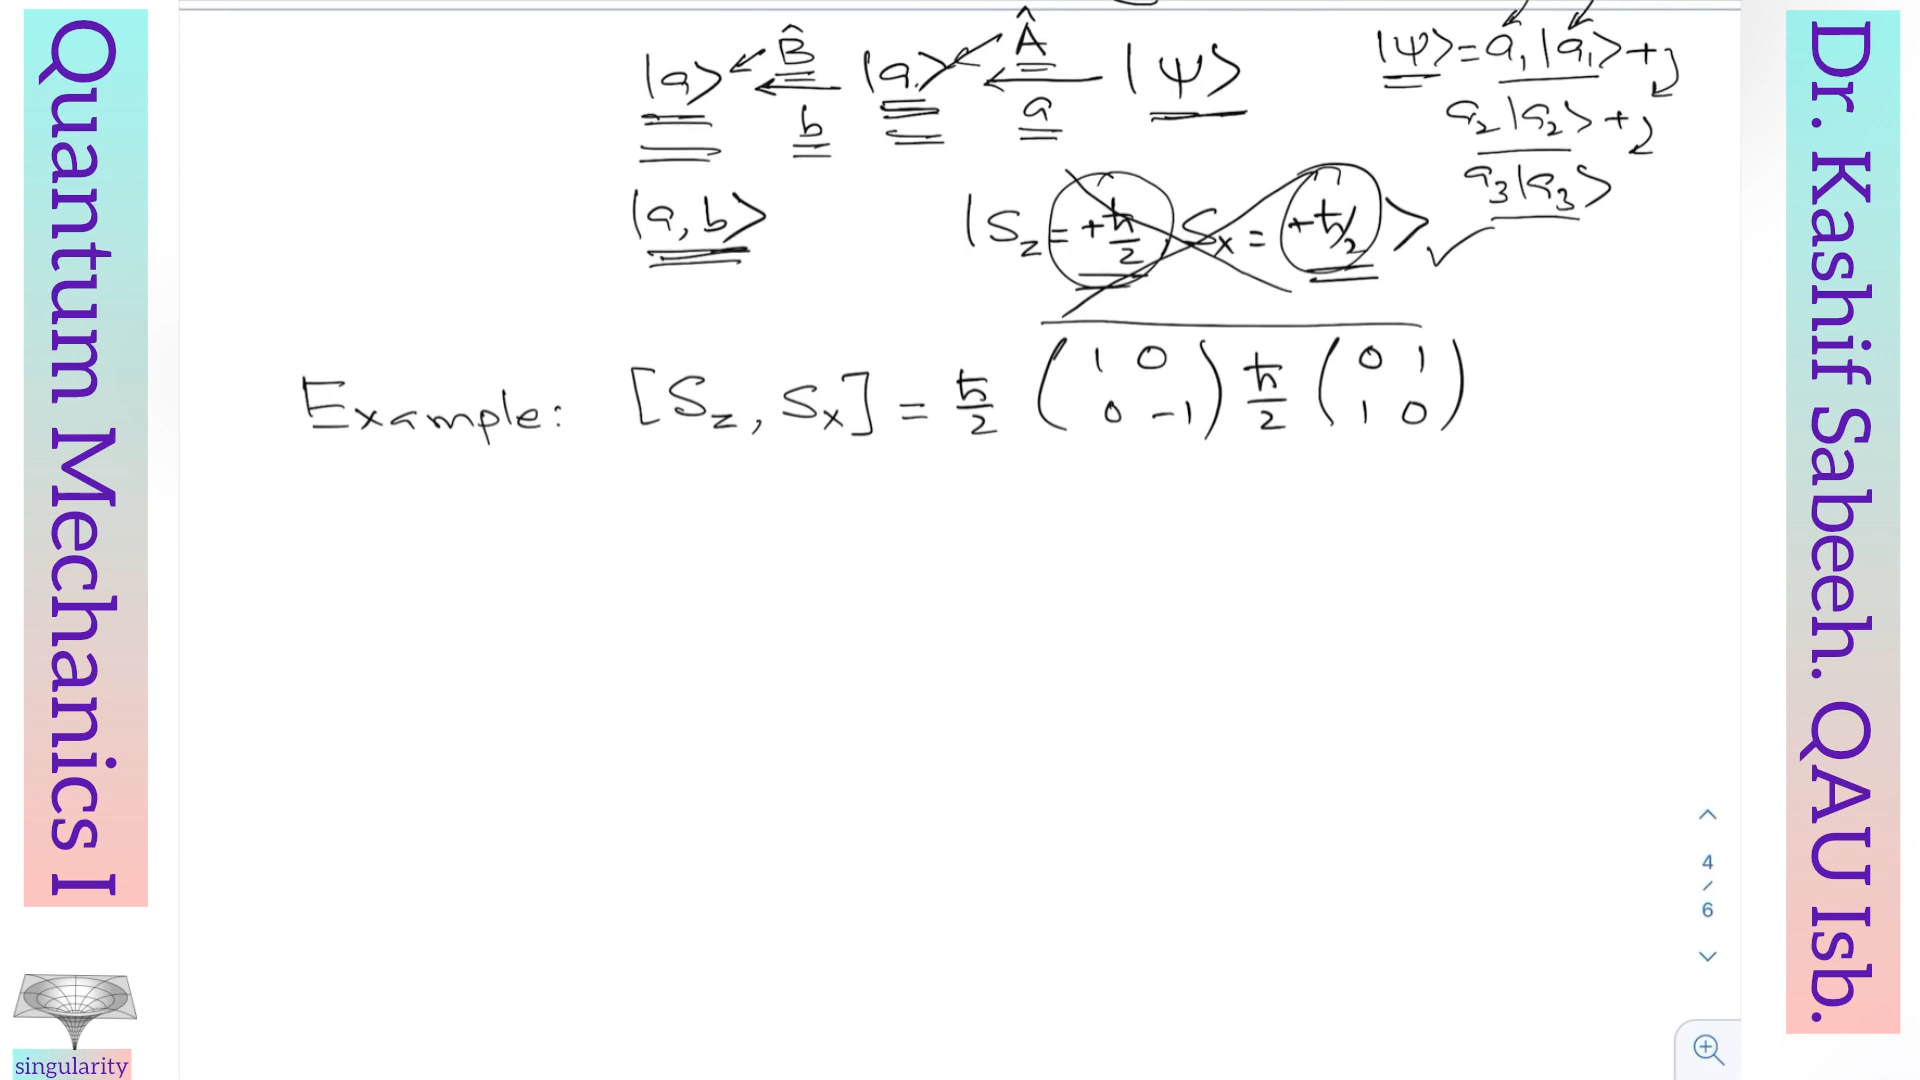 Quantum Mechanics I
|a> B̂ b |a> Â a |ψ>
|ψ> = a₁|a₁> +
a₂|a₂> +
a₃|a₃>
|a, b>
|S_z = +ħ/2, S_x = +ħ/2>
Example: [S_z, S_x] = ħ/2 (1 0; 0 -1) ħ/2 (0 1; 1 0)
4
/
6
singularity
Dr. Kashif Sabeeh. QAU Isb.